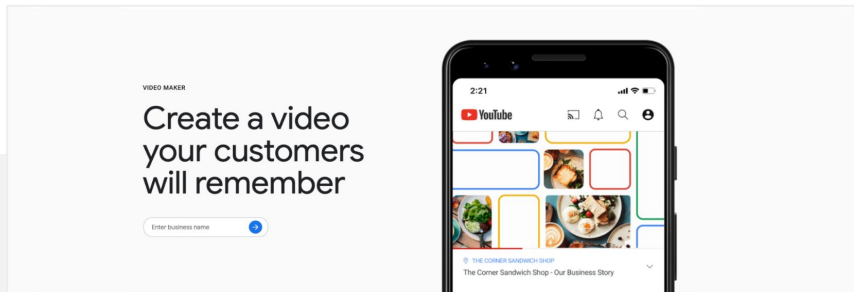 VIDEO MAKER
Create a video
your customers
will remember
Enter business name
2:21
YouTube
THE CORNER SANDWICH SHOP
The Corner Sandwich Shop - Our Business Story